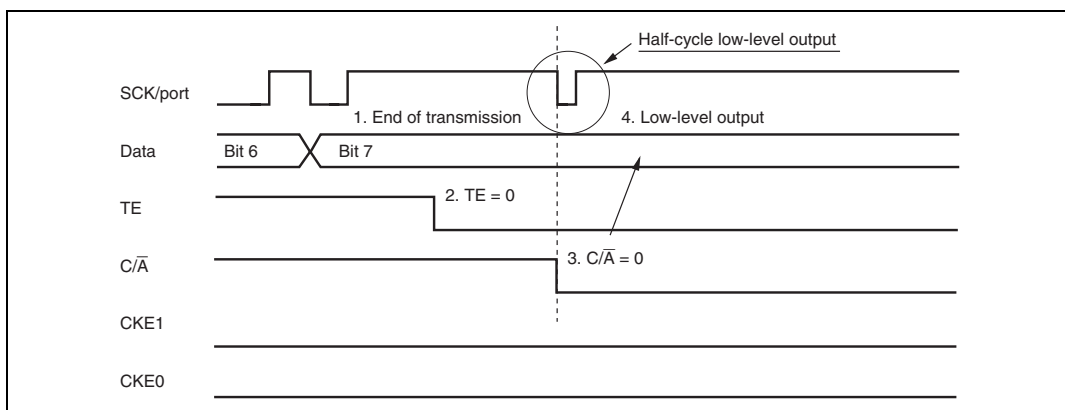 Half-cycle low-level output
SCK/port
1. End of transmission
4. Low-level output
Data
Bit 6
Bit 7
TE
2. TE = 0
C/A̅
3. C/A̅ = 0
CKE1
CKE0